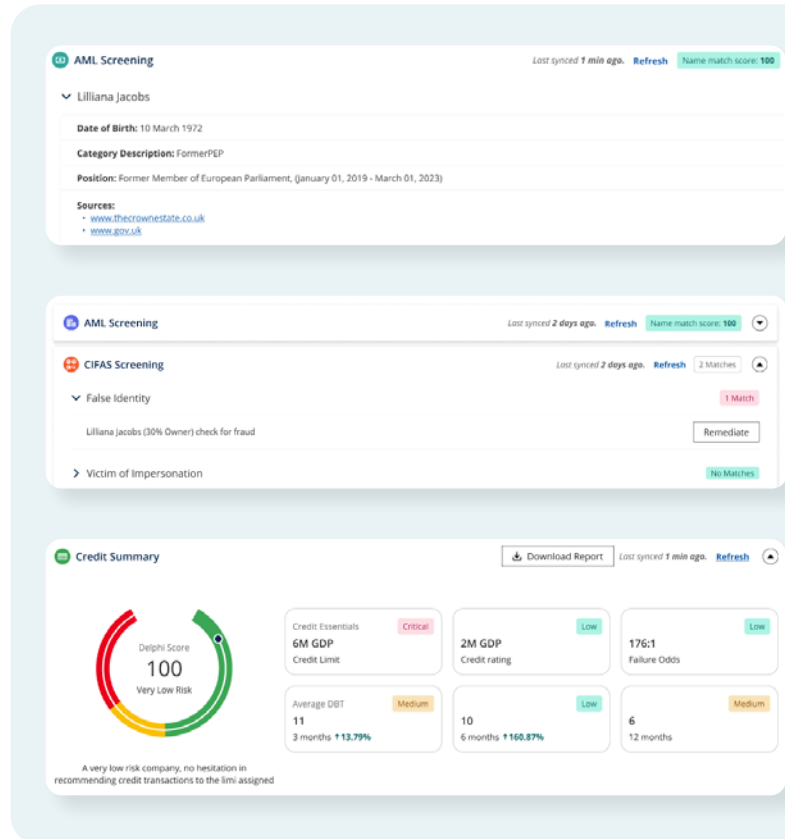 AML Screening
Last synced 1 min ago. Refresh Name match score: 100
Lilliana Jacobs
Date of Birth: 10 March 1972
Category Description: FormerPEP
Position: Former Member of European Parliament, (January 01, 2019 - March 01, 2023)
Sources:
www.thecrownestate.co.uk
www.gov.uk
AML Screening
Last synced 2 days ago. Refresh Name match score: 100
CIFAS Screening
Last synced 2 days ago. Refresh 2 Matches
False Identity
1 Match
Lilliana Jacobs (30% Owner) check for fraud
Remediate
Victim of Impersonation
No Matches
Credit Summary
Download Report Last synced 1 min ago. Refresh
Delphi Score
100
Very Low Risk
A very low risk company, no hesitation in
recommending credit transactions to the limi assigned
Credit Essentials Critical
6M GDP
Credit Limit
Low
2M GDP
Credit rating
Low
176:1
Failure Odds
Average DBT Medium
11
3 months ↑13.79%
Low
10
6 months ↑160.87%
Medium
6
12 months